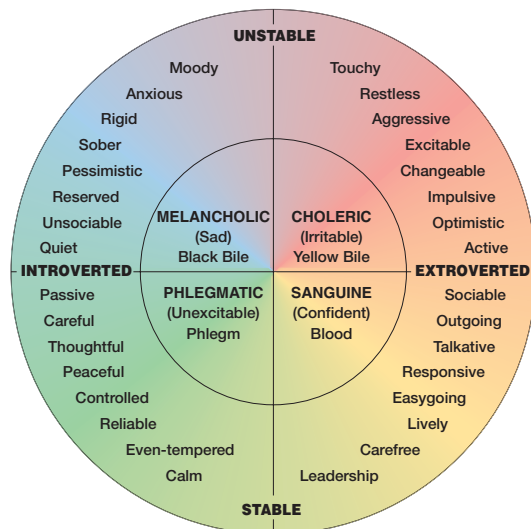 UNSTABLE
Moody
Anxious
Rigid
Sober
Pessimistic
Reserved
Unsociable
Quiet
Touchy
Restless
Aggressive
Excitable
Changeable
Impulsive
Optimistic
Active
MELANCHOLIC
(Sad)
Black Bile
CHOLERIC
(Irritable)
Yellow Bile
INTROVERTED
EXTROVERTED
PHLEGMATIC
(Unexcitable)
Phlegm
SANGUINE
(Confident)
Blood
Passive
Careful
Thoughtful
Peaceful
Controlled
Reliable
Even-tempered
Calm
Sociable
Outgoing
Talkative
Responsive
Easygoing
Lively
Carefree
Leadership
STABLE